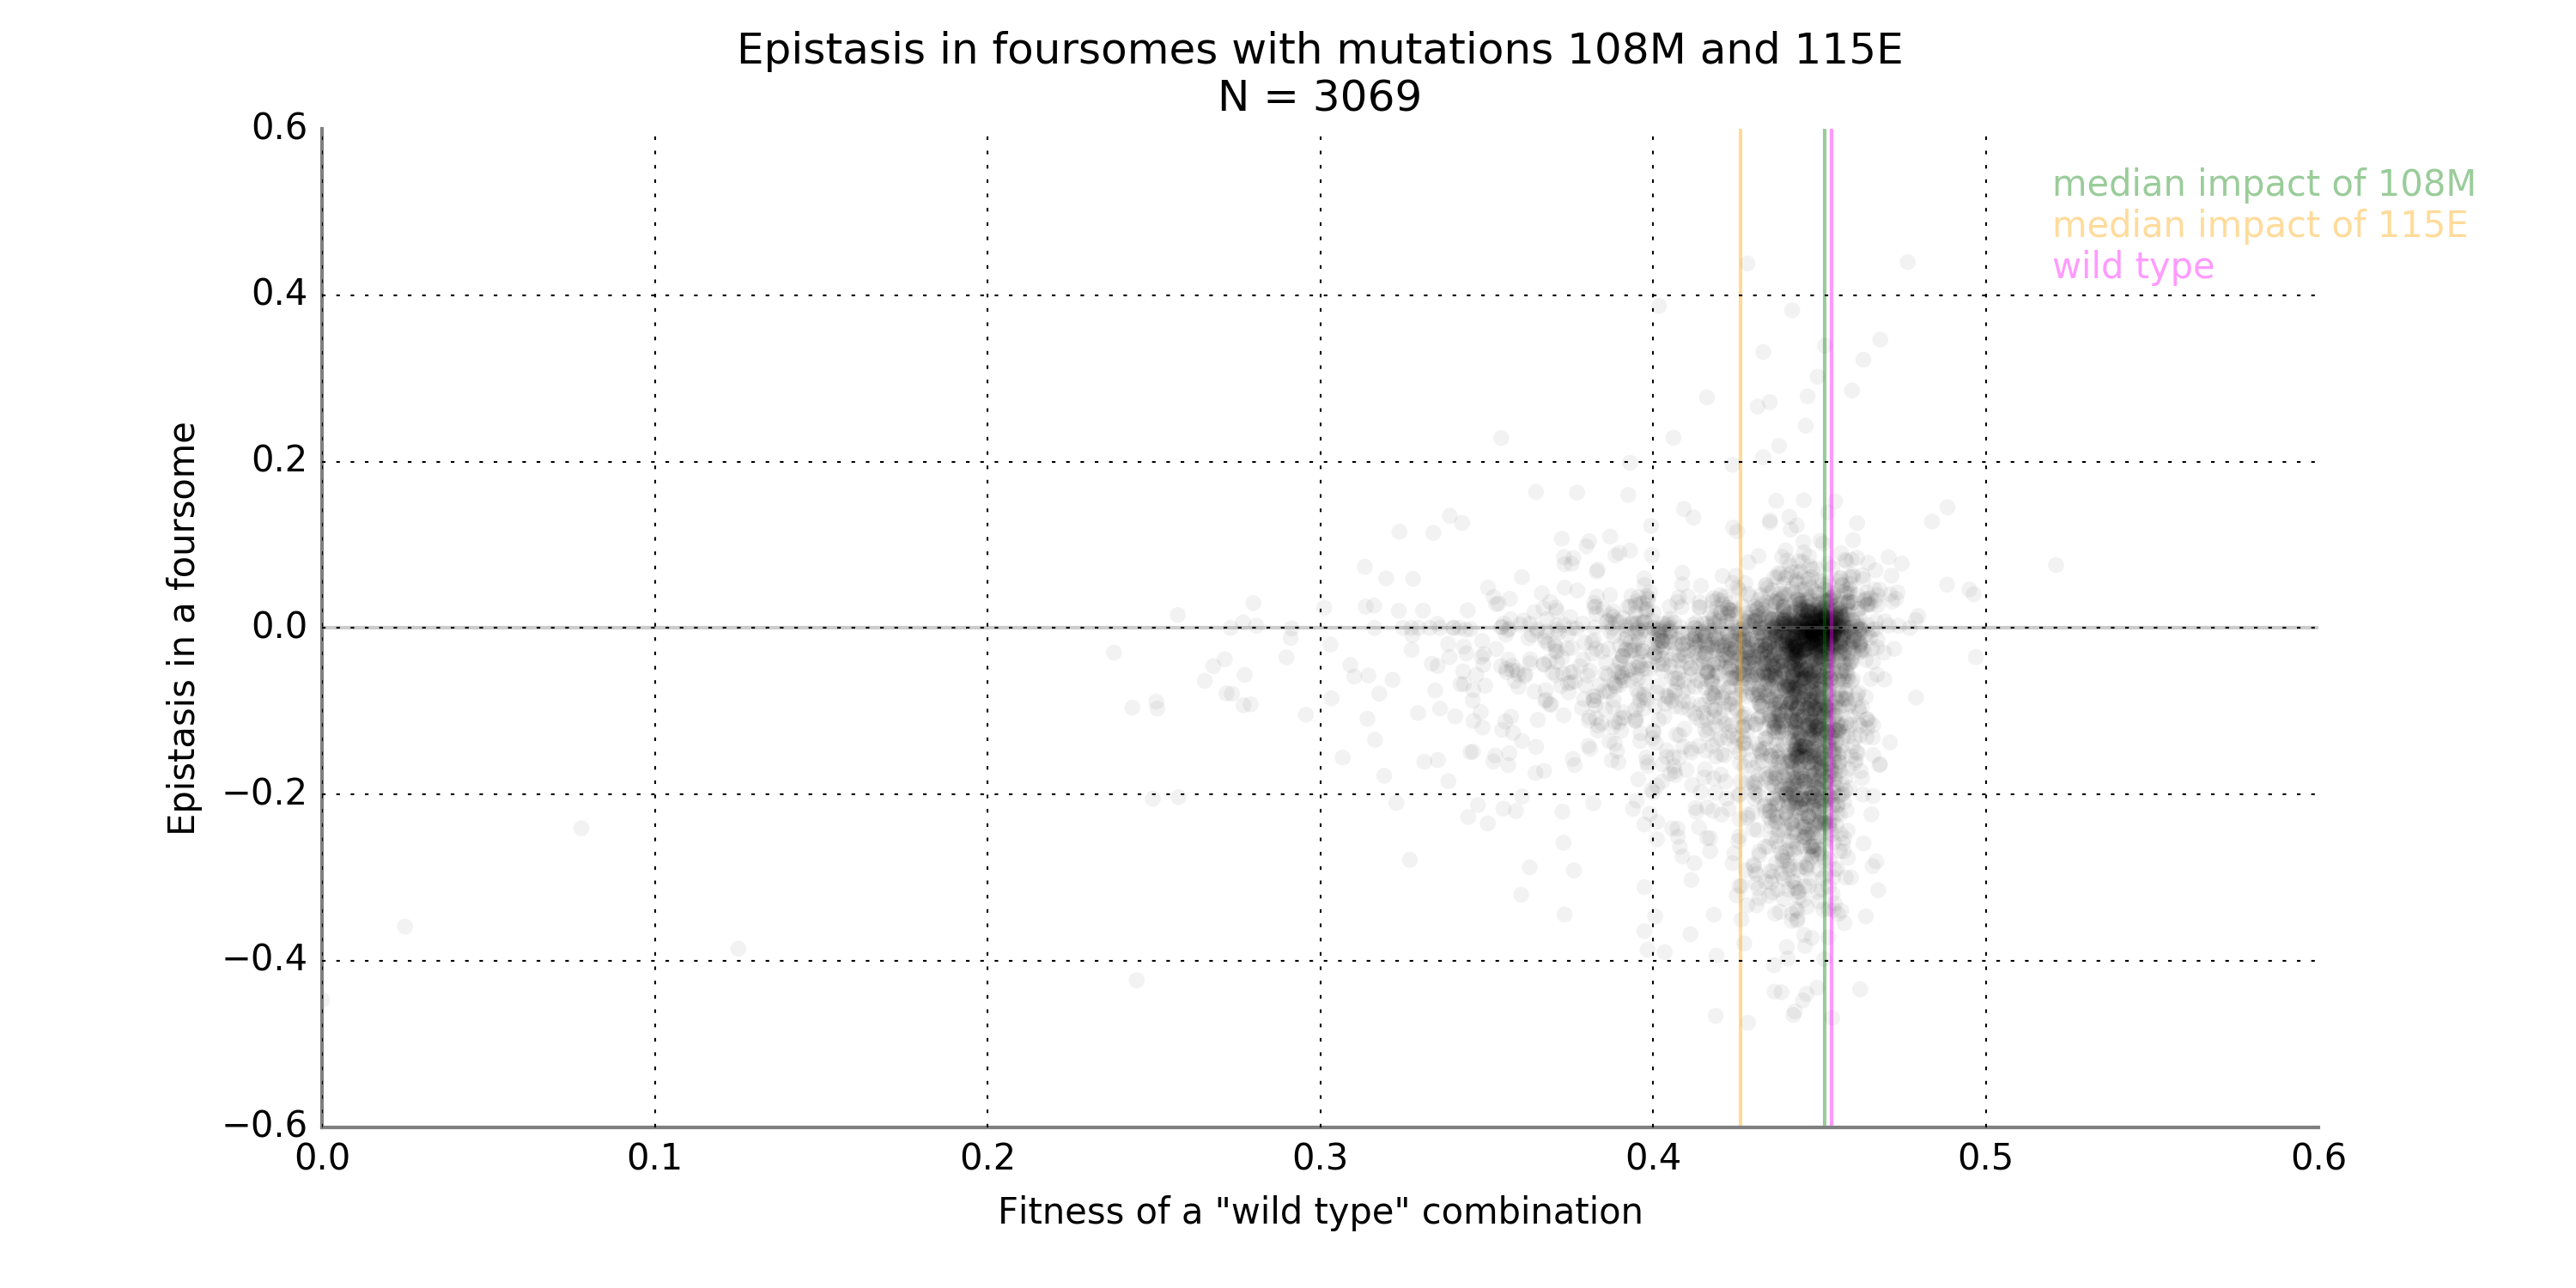 Epistasis in foursomes with mutations 108M and 115E
N = 3069
median impact of 108M
median impact of 115E
wild type
Epistasis in a foursome
0.6
0.4
0.2
0.0
−0.2
−0.4
−0.6
0.0 0.1 0.2 0.3 0.4 0.5 0.6
Fitness of a "wild type" combination